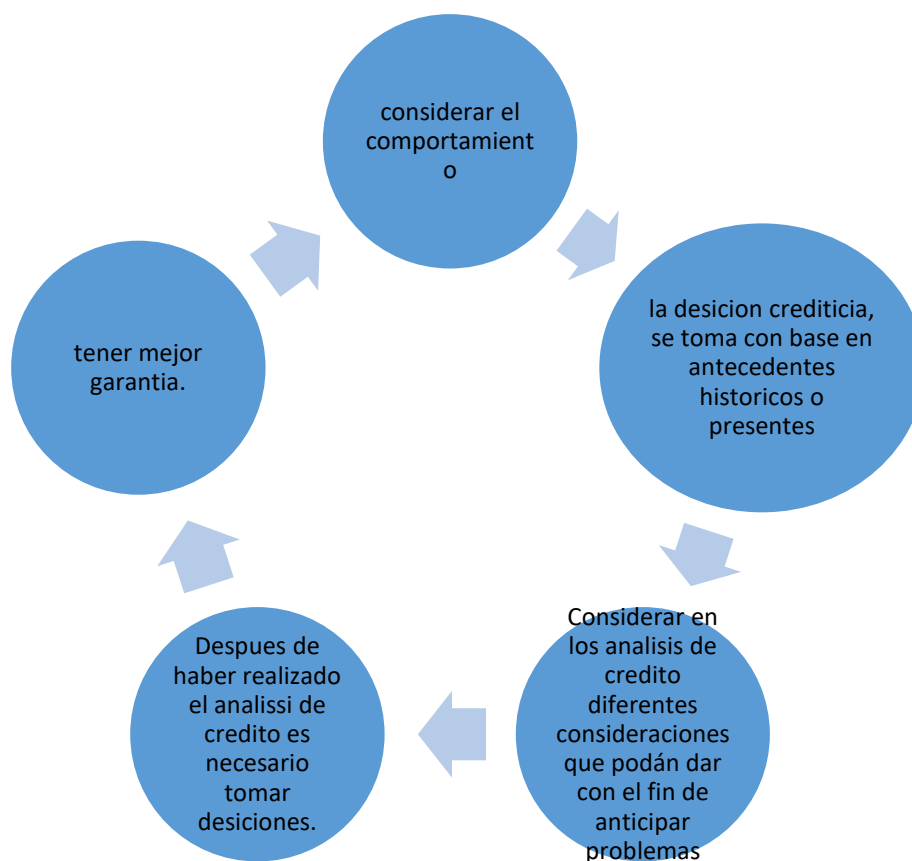 considerar el
comportamient
o
la desicion crediticia,
se toma con base en
antecedentes
historicos o
presentes
Considerar en
los analisis de
credito
diferentes
consideraciones
que podán dar
con el fin de
anticipar
problemas
Despues de
haber realizado
el analissi de
credito es
necesario
tomar
desiciones.
tener mejor
garantia.